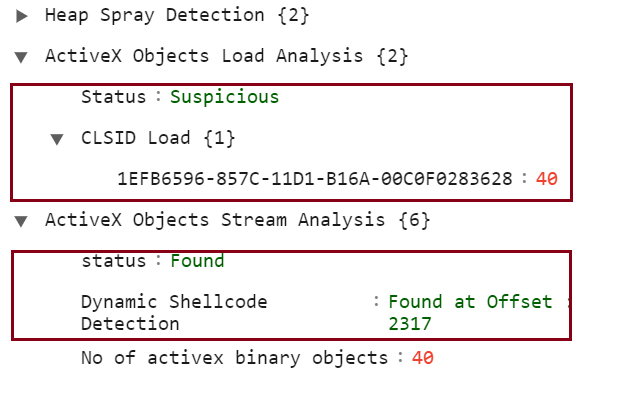 Heap Spray Detection {2}
ActiveX Objects Load Analysis {2}
Status : Suspicious
CLSID Load {1}
1EFB6596-857C-11D1-B16A-00C0F0283628 : 40
ActiveX Objects Stream Analysis {6}
status : Found
Dynamic Shellcode : Found at Offset :
Detection 2317
No of activex binary objects : 40